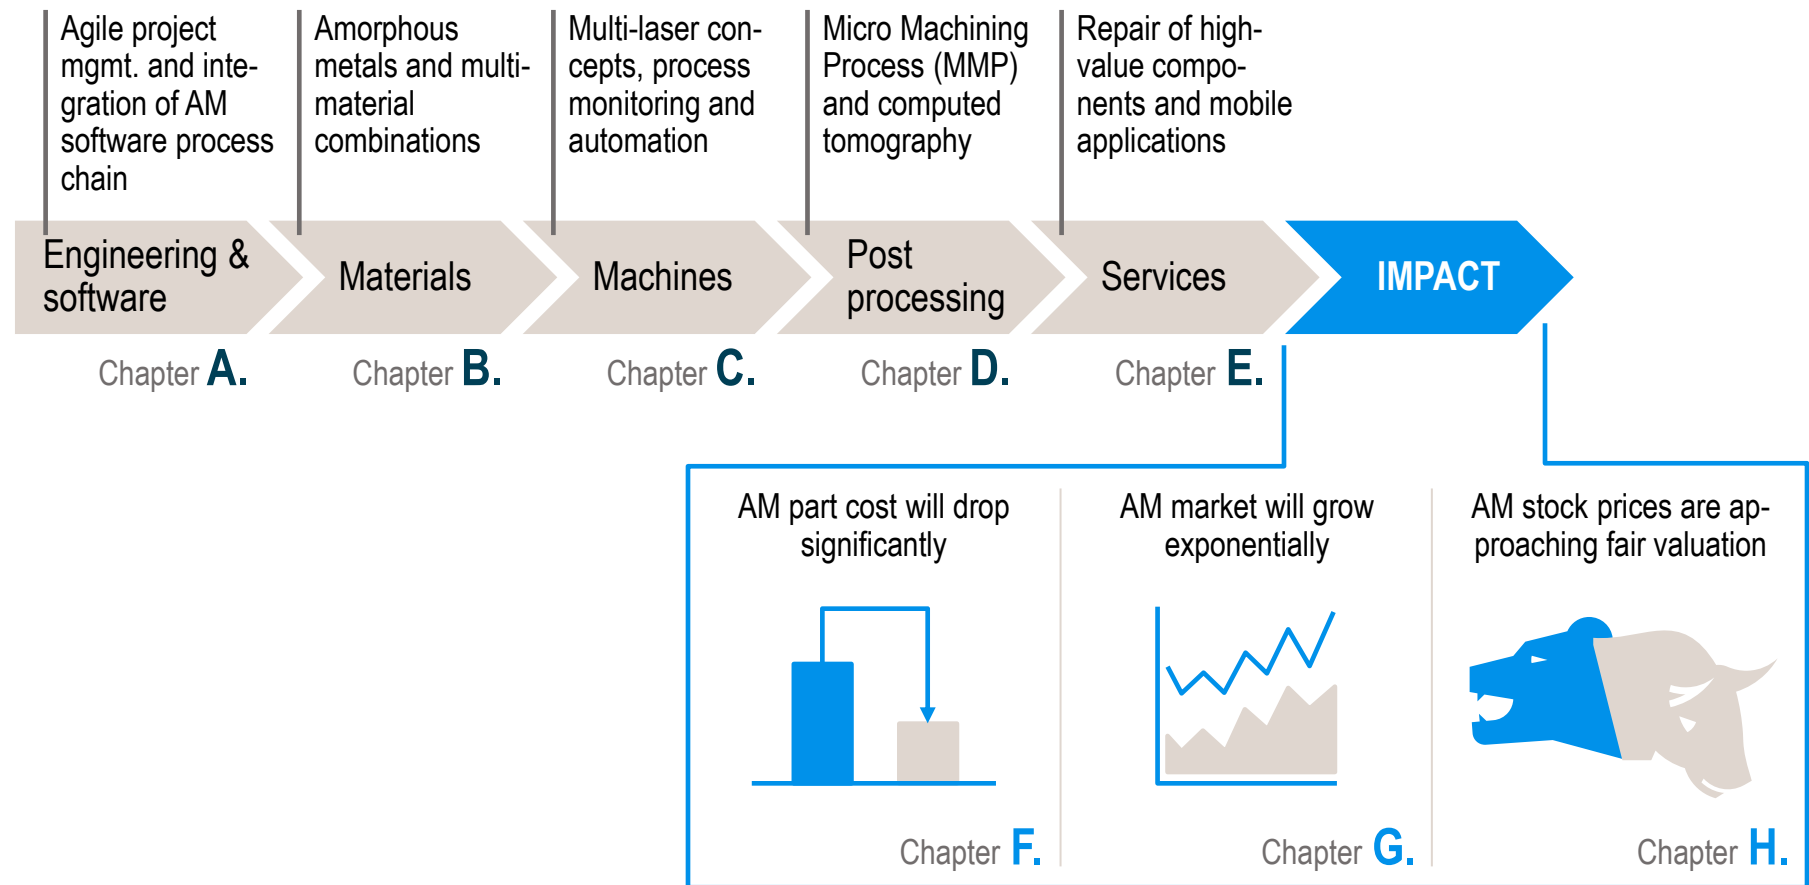 Agile project
mgmt. and inte-
gration of AM
software process
chain
Amorphous
metals and multi-
material
combinations
Multi-laser con-
cepts, process
monitoring and
automation
Micro Machining
Process (MMP)
and computed
tomography
Repair of high-
value compo-
nents and mobile
applications
Engineering &
software
Materials
Machines
Post
processing
Services
IMPACT
Chapter A.
Chapter B.
Chapter C.
Chapter D.
Chapter E.
AM part cost will drop
significantly
AM market will grow
exponentially
AM stock prices are ap-
proaching fair valuation
Chapter F.
Chapter G.
Chapter H.